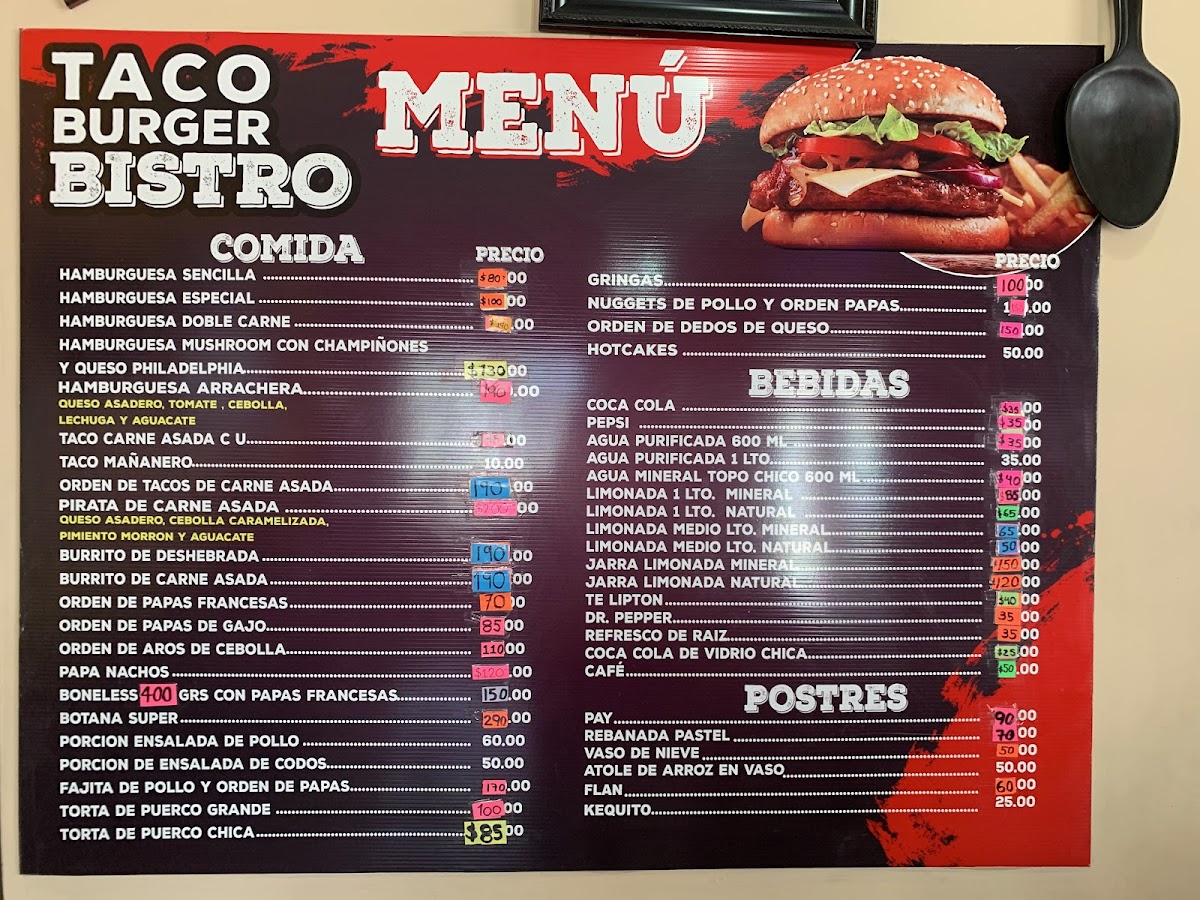 TACO
BURGER
BISTRO
MENÚ
COMIDA
PRECIO
HAMBURGUESA SENCILLA $80.00
HAMBURGUESA ESPECIAL $100.00
HAMBURGUESA DOBLE CARNE .00
HAMBURGUESA MUSHROOM CON CHAMPIÑONES
Y QUESO PHILADELPHIA $130.00
HAMBURGUESA ARRACHERA .00
QUESO ASADERO, TOMATE , CEBOLLA,
LECHUGA Y AGUACATE
TACO CARNE ASADA C U .00
TACO MAÑANERO 10.00
ORDEN DE TACOS DE CARNE ASADA 190.00
PIRATA DE CARNE ASADA $200.00
QUESO ASADERO, CEBOLLA CARAMELIZADA,
PIMIENTO MORRON Y AGUACATE
BURRITO DE DESHEBRADA 190.00
BURRITO DE CARNE ASADA 190.00
ORDEN DE PAPAS FRANCESAS 70.00
ORDEN DE PAPAS DE GAJO 85.00
ORDEN DE AROS DE CEBOLLA 110.00
PAPA NACHOS $120.00
BONELESS 400 GRS CON PAPAS FRANCESAS 150.00
BOTANA SUPER 290.00
PORCION ENSALADA DE POLLO 60.00
PORCION DE ENSALADA DE CODOS 50.00
FAJITA DE POLLO Y ORDEN DE PAPAS 170.00
TORTA DE PUERCO GRANDE 100.00
TORTA DE PUERCO CHICA $85.00
PRECIO
GRINGAS 100.00
NUGGETS DE POLLO Y ORDEN PAPAS .00
ORDEN DE DEDOS DE QUESO 150.00
HOTCAKES 50.00
BEBIDAS
COCA COLA $35.00
PEPSI $35.00
AGUA PURIFICADA 600 ML $35.00
AGUA PURIFICADA 1 LTO. 35.00
AGUA MINERAL TOPO CHICO 600 ML $40.00
LIMONADA 1 LTO. MINERAL $85.00
LIMONADA 1 LTO. NATURAL $65.00
LIMONADA MEDIO LTO. MINERAL 65.00
LIMONADA MEDIO LTO. NATURAL 50.00
JARRA LIMONADA MINERAL $150.00
JARRA LIMONADA NATURAL $120.00
TE LIPTON $40.00
DR. PEPPER 35.00
REFRESCO DE RAIZ 35.00
COCA COLA DE VIDRIO CHICA $25.00
CAFÉ $50.00
POSTRES
PAY 90.00
REBANADA PASTEL 70.00
VASO DE NIEVE 50.00
ATOLE DE ARROZ EN VASO 50.00
FLAN 60.00
KEQUITO 25.00